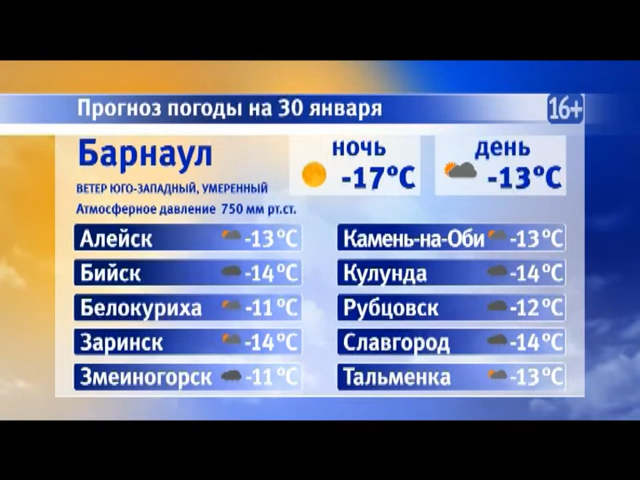 Прогноз погоды на 30 января 16+
Барнаул
ночь
-17°C
день
-13°C
ВЕТЕР ЮГО-ЗАПАДНЫЙ, УМЕРЕННЫЙ
Атмосферное давление 750 мм рт.ст.
Алейск -13°C
Бийск -14°C
Белокуриха -11°C
Заринск -14°C
Змеиногорск -11°C
Камень-на-Оби -13°C
Кулунда -14°C
Рубцовск -12°C
Славгород -14°C
Тальменка -13°C